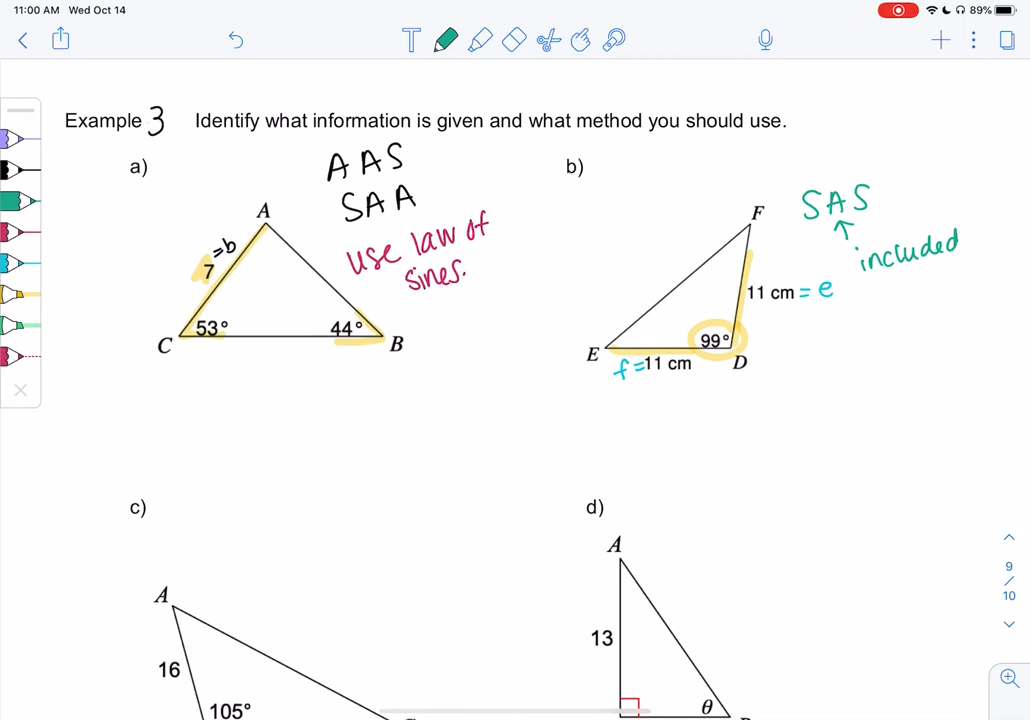 11:00 AM Wed Oct 14
89%
T
Example 3 Identify what information is given and what method you should use.
a)
AAS
SAA
use law of
sines.
A
=b
7
53°
44°
C
B
b)
SAS
included
F
11 cm = e
99°
E
f=11 cm
D
c)
A
16
105°
d)
A
13
θ
9
/
10